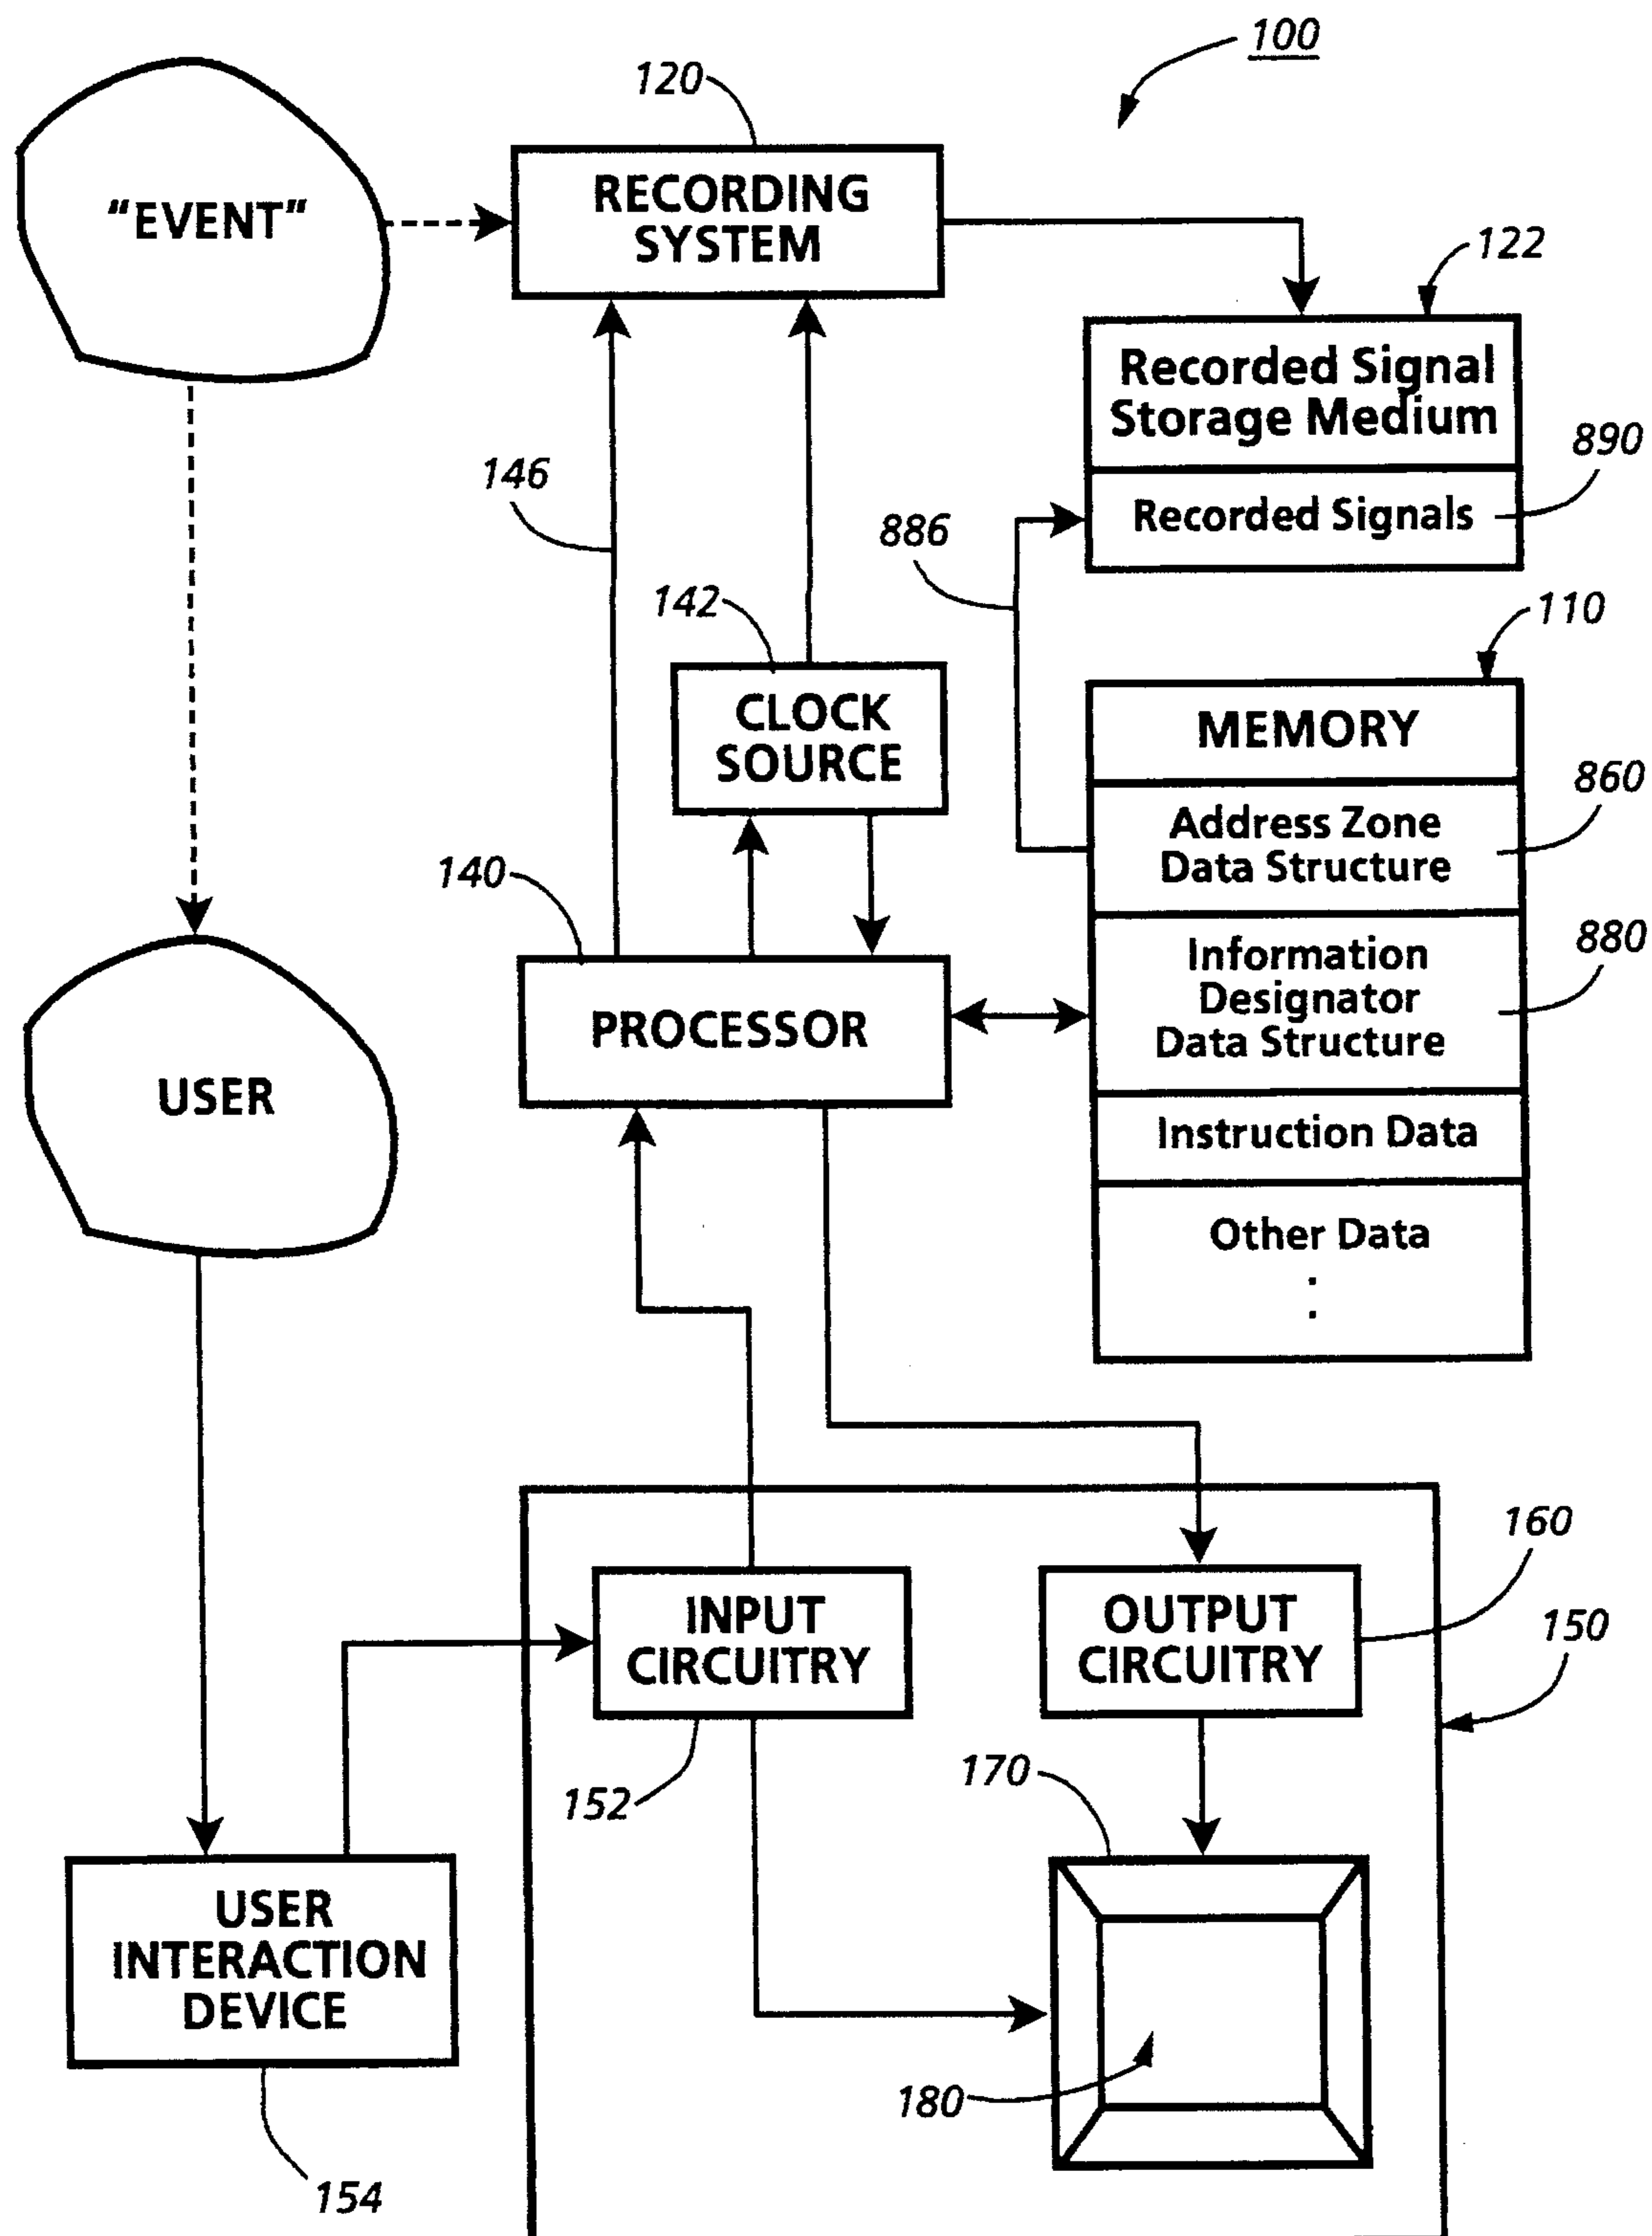 100
120
"EVENT"
RECORDING
SYSTEM
122
Recorded Signal
Storage Medium
890
Recorded Signals
146
886
142
110
CLOCK
SOURCE
MEMORY
860
Address Zone
Data Structure
140
880
Information
Designator
Data Structure
PROCESSOR
USER
Instruction Data
Other Data
160
INPUT
CIRCUITRY
OUTPUT
CIRCUITRY
150
152
170
USER
INTERACTION
DEVICE
180
154